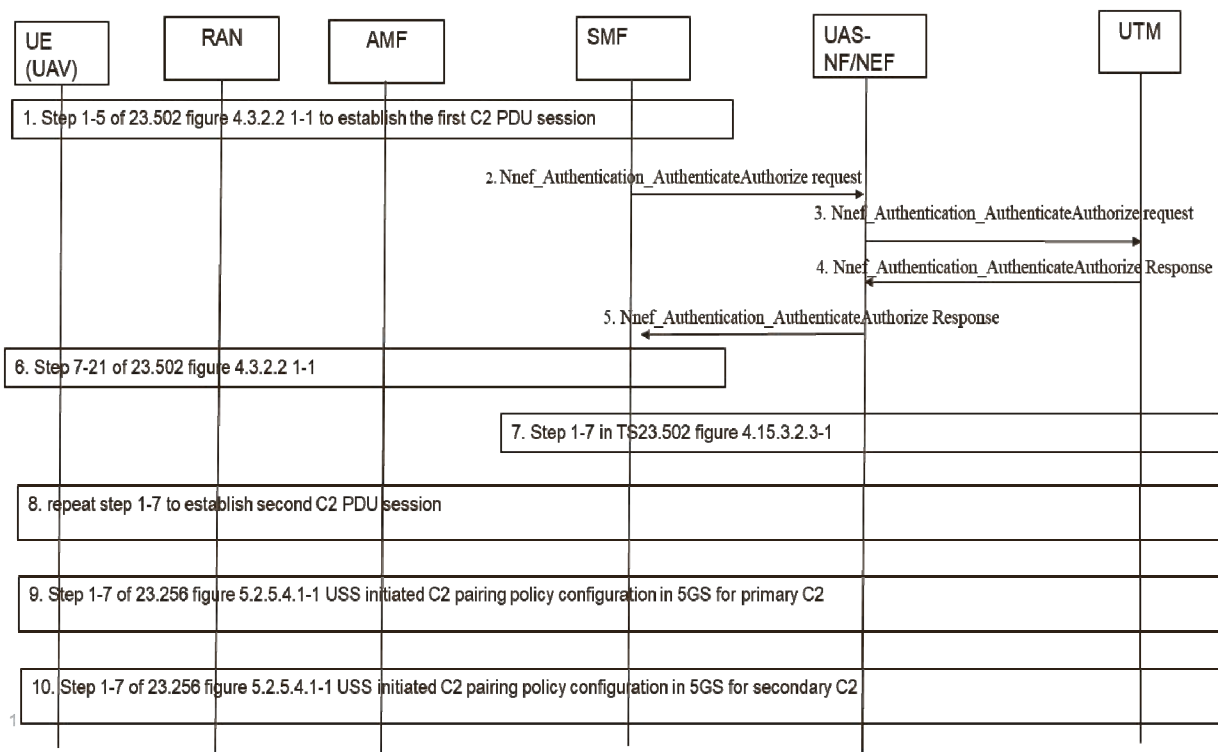 UE
(UAV)
RAN
AMF
SMF
UAS-
NF/NEF
UTM
1. Step 1-5 of 23.502 figure 4.3.2.2 1-1 to establish the first C2 PDU session
2. Nnef_Authentication_AuthenticateAuthorize request
3. Nnef_Authentication_AuthenticateAuthorize request
4. Nnef_Authentication_AuthenticateAuthorize Response
5. Nnef_Authentication_AuthenticateAuthorize Response
6. Step 7-21 of 23.502 figure 4.3.2.2 1-1
7. Step 1-7 in TS23.502 figure 4.15.3.2.3-1
8. repeat step 1-7 to establish second C2 PDU session
9. Step 1-7 of 23.256 figure 5.2.5.4.1-1 USS initiated C2 pairing policy configuration in 5GS for primary C2
10. Step 1-7 of 23.256 figure 5.2.5.4.1-1 USS initiated C2 pairing policy configuration in 5GS for secondary C2
1